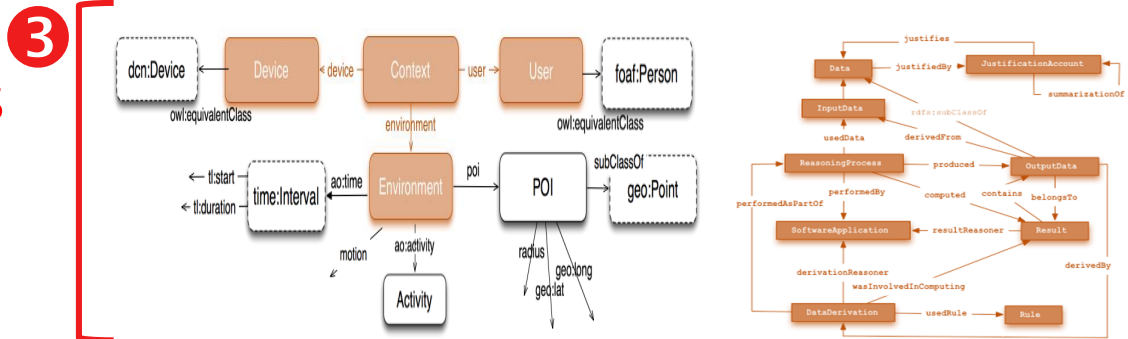 3
dcn:Device
Device
device
Context
user
User
foaf:Person
owl:equivalentClass
owl:equivalentClass
environment
tl:start
tl:duration
time:Interval
ao:time
Environment
poi
POI
subClassOf
geo:Point
motion
ao:activity
Activity
radius
geo:lat
geo:long
justifies
Data
justifiedBy
JustificationAccount
summarizationOf
InputData
rdfs:subClassOf
usedData
derivedFrom
ReasoningProcess
produced
OutputData
performedBy
computed
contains
belongsTo
performedAsPartOf
SoftwareApplication
resultReasoner
Result
derivationReasoner
derivedBy
wasInvolvedInComputing
DataDerivation
usedRule
Rule